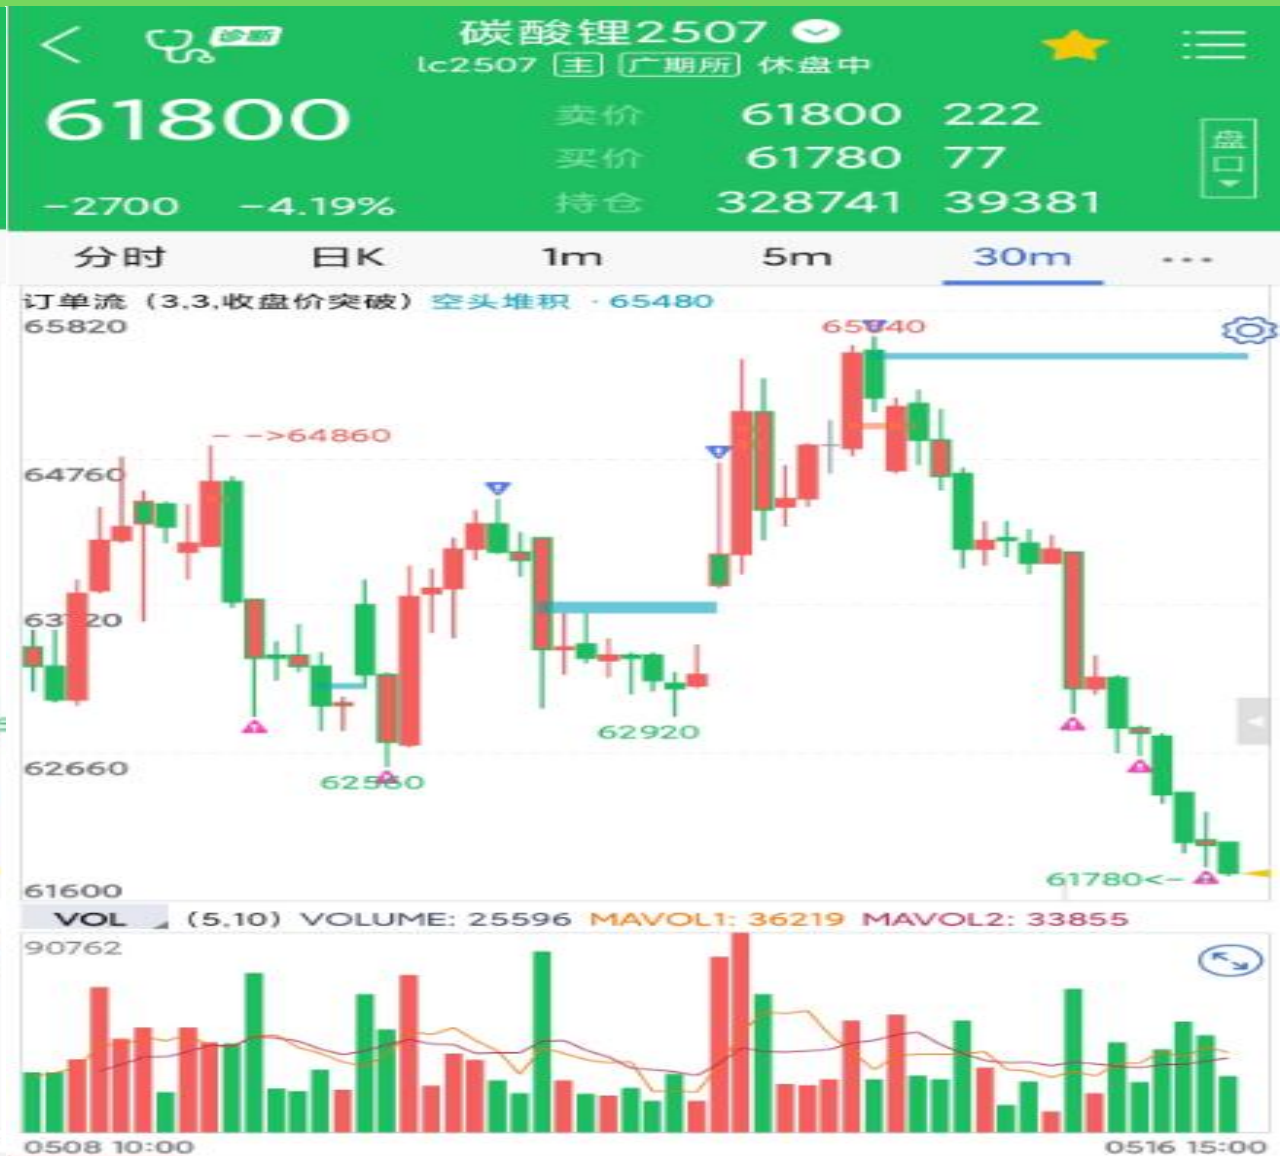 诊断
碳酸锂2507
lc2507 主 广期所 休盘中
61800
-2700 -4.19%
卖价 61800 222
买价 61780 77
持仓 328741 39381
盘口
分时 日K 1m 5m 30m ...
订单流 (3,3,收盘价突破) 空头堆积 · 65480
65820
- ->64860
64760
63720
62920
62660
61780<-
61600
VOL (5,10) VOLUME: 25596 MAVOL1: 36219 MAVOL2: 33855
90762
0508 10:00 0516 15:00